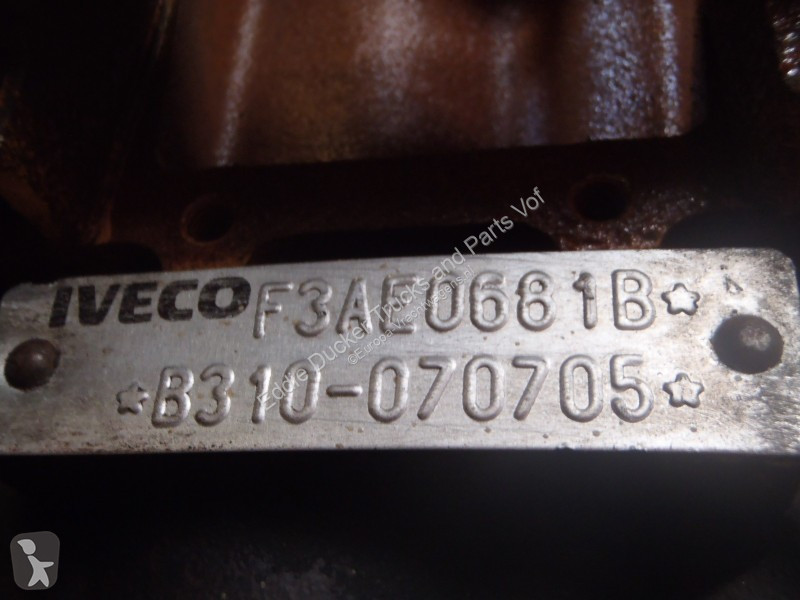 IVECO F3AE0681B☆
☆B310-070705☆
Eddie Ducker Trucks and Parts Vof